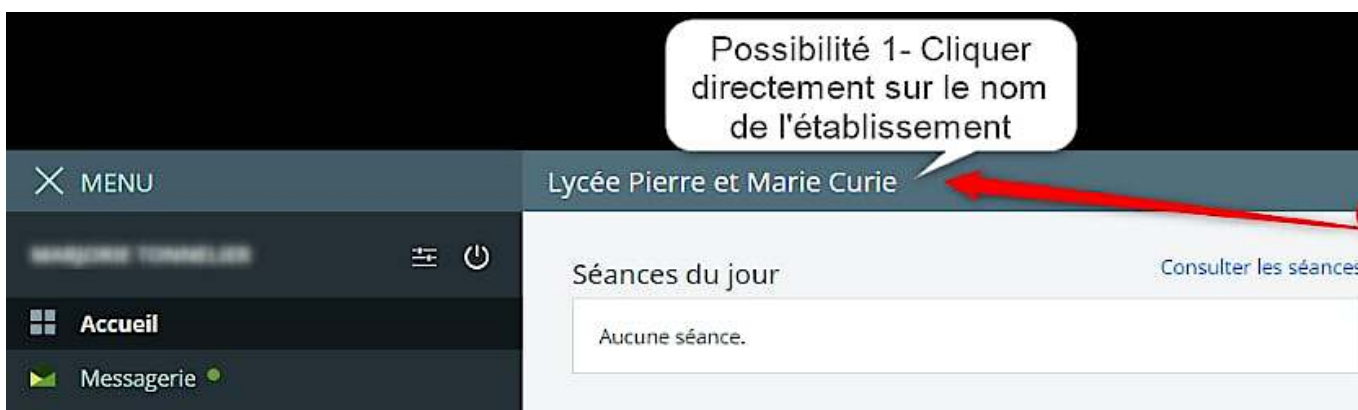 Possibilité 1- Cliquer
directement sur le nom
de l'établissement
MENU
Lycée Pierre et Marie Curie
Séances du jour
Consulter les séances
Accueil
Aucune séance.
Messagerie